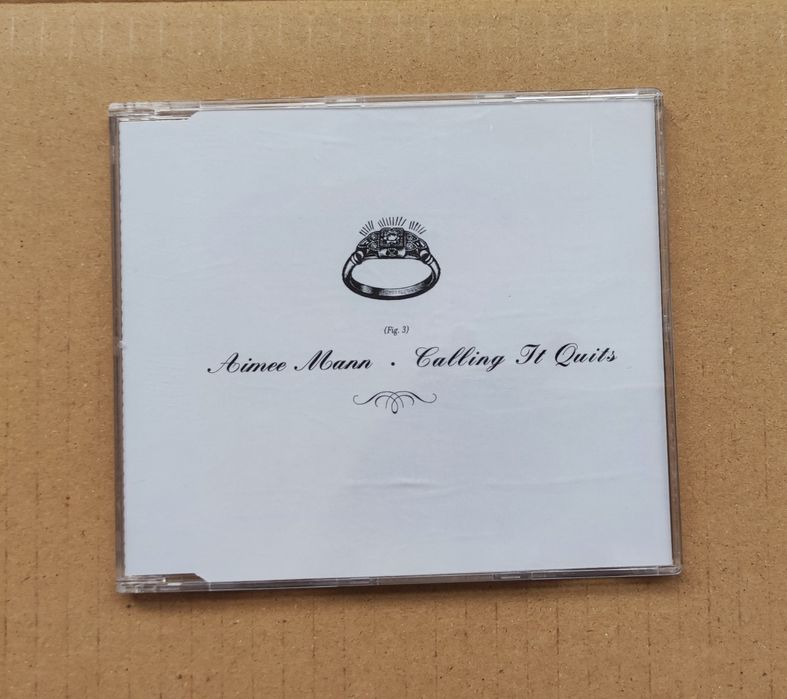 (Fig. 3)
Aimee Mann . Calling It Quits